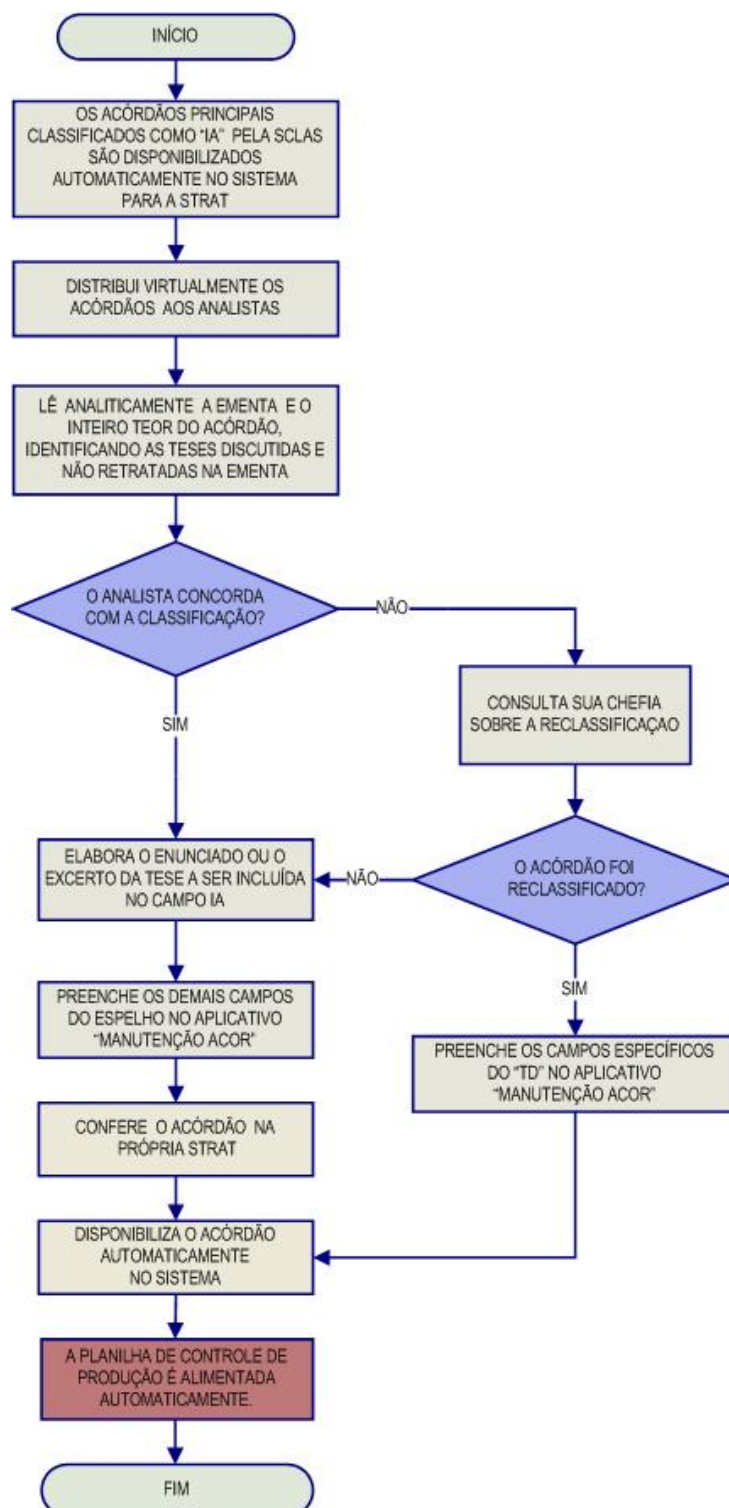 INÍCIO
OS ACÓRDÃOS PRINCIPAIS
CLASSIFICADOS COMO "IA" PELA SCLAS
SÃO DISPONIBILIZADOS
AUTOMATICAMENTE NO SISTEMA
PARA A STRAT
DISTRIBUI VIRTUALMENTE OS
ACÓRDÃOS AOS ANALISTAS
LÊ ANALITICAMENTE A EMENTA E O
INTEIRO TEOR DO ACÓRDÃO,
IDENTIFICANDO AS TESES DISCUTIDAS E
NÃO RETRATADAS NA EMENTA
O ANALISTA CONCORDA
COM A CLASSIFICAÇÃO?
NÃO
CONSULTA SUA CHEFIA
SOBRE A RECLASSIFICAÇAO
SIM
O ACÓRDÃO FOI
RECLASSIFICADO?
NÃO
ELABORA O ENUNCIADO OU O
EXCERTO DA TESE A SER INCLUÍDA
NO CAMPO IA
SIM
PREENCHE OS DEMAIS CAMPOS
DO ESPELHO NO APLICATIVO
"MANUTENÇÃO ACOR"
PREENCHE OS CAMPOS ESPECÍFICOS
DO "TD" NO APLICATIVO
"MANUTENÇÃO ACOR"
CONFERE O ACÓRDÃO NA
PRÓPRIA STRAT
DISPONIBILIZA O ACÓRDÃO
AUTOMATICAMENTE
NO SISTEMA
A PLANILHA DE CONTROLE DE
PRODUÇÃO É ALIMENTADA
AUTOMATICAMENTE.
FIM